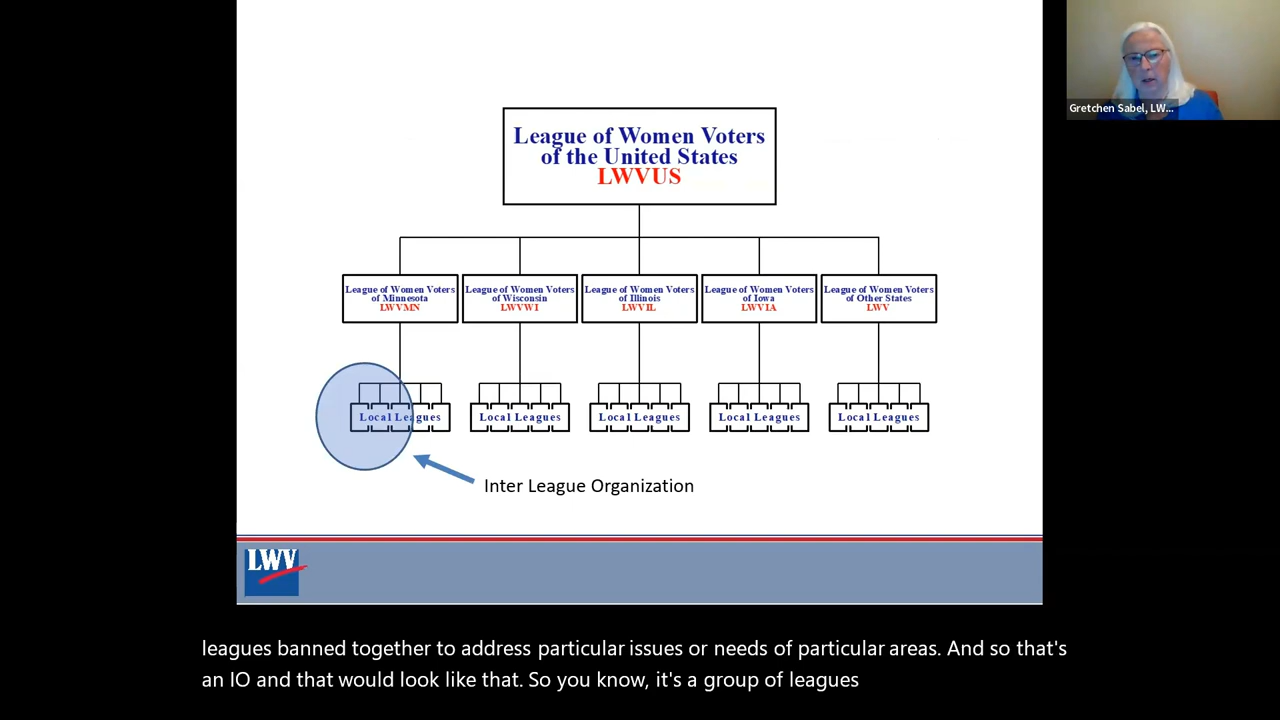 Gretchen Sabel, LW...
League of Women Voters
of the United States
LWVUS
League of Women Voters
of Minnesota
LWVMN
League of Women Voters
of Wisconsin
LWVWI
League of Women Voters
of Illinois
LWVIL
League of Women Voters
of Iowa
LWVIA
League of Women Voters
of Other States
LWV
Local Leagues
Local Leagues
Local Leagues
Local Leagues
Local Leagues
Inter League Organization
LWV
leagues banned together to address particular issues or needs of particular areas. And so that's
an IO and that would look like that. So you know, it's a group of leagues